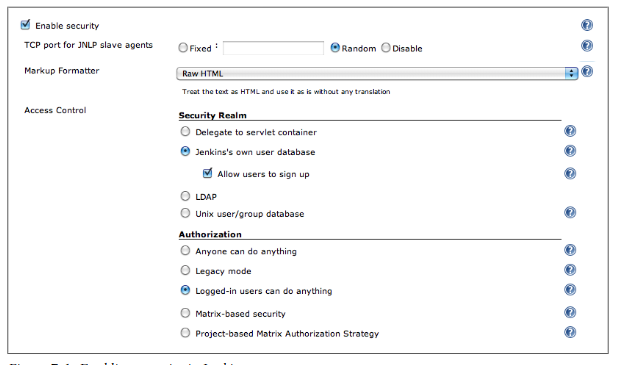 Enable security
TCP port for JNLP slave agents Fixed : Random Disable
Markup Formatter Raw HTML
Treat the text as HTML and use it as is without any translation
Access Control
Security Realm
Delegate to servlet container
Jenkins's own user database
Allow users to sign up
LDAP
Unix user/group database
Authorization
Anyone can do anything
Legacy mode
Logged-in users can do anything
Matrix-based security
Project-based Matrix Authorization Strategy